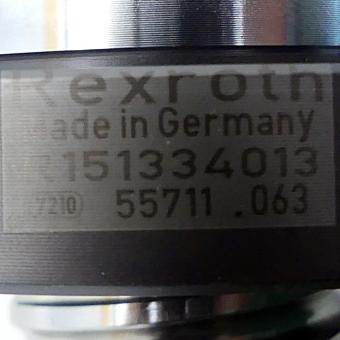 Rexroth
Made in Germany
R151334013
7210 55711 .063